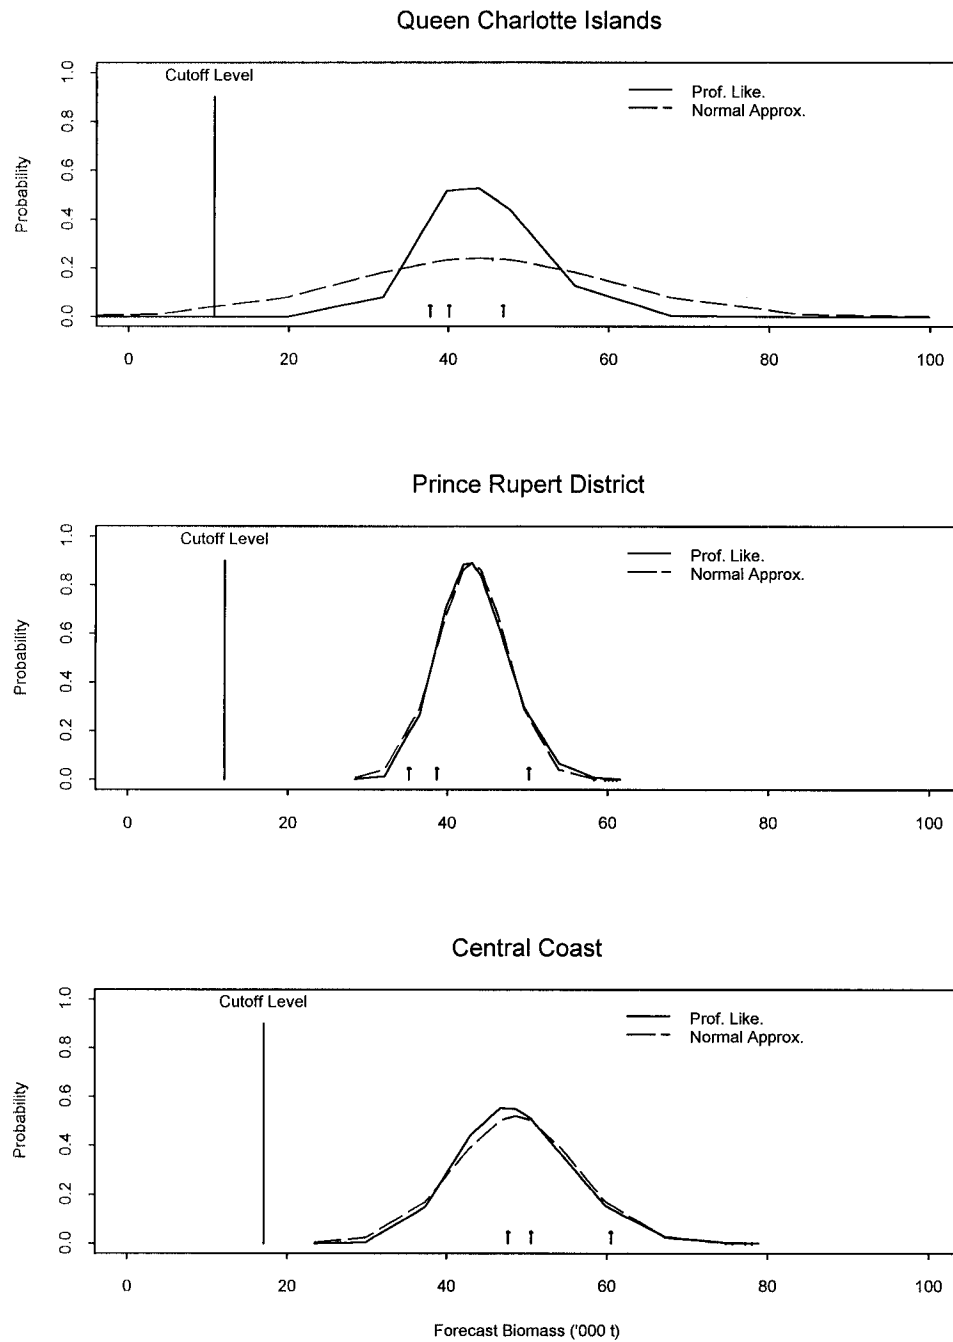 Queen Charlotte Islands
Cutoff Level
Prof. Like.
Normal Approx.
Probability
0.0 0.2 0.4 0.6 0.8 1.0
0 20 40 60 80 100
Prince Rupert District
Cutoff Level
Prof. Like.
Normal Approx.
Probability
0.0 0.2 0.4 0.6 0.8 1.0
0 20 40 60 80 100
Central Coast
Cutoff Level
Prof. Like.
Normal Approx.
Probability
0.0 0.2 0.4 0.6 0.8 1.0
0 20 40 60 80 100
Forecast Biomass ('000 t)